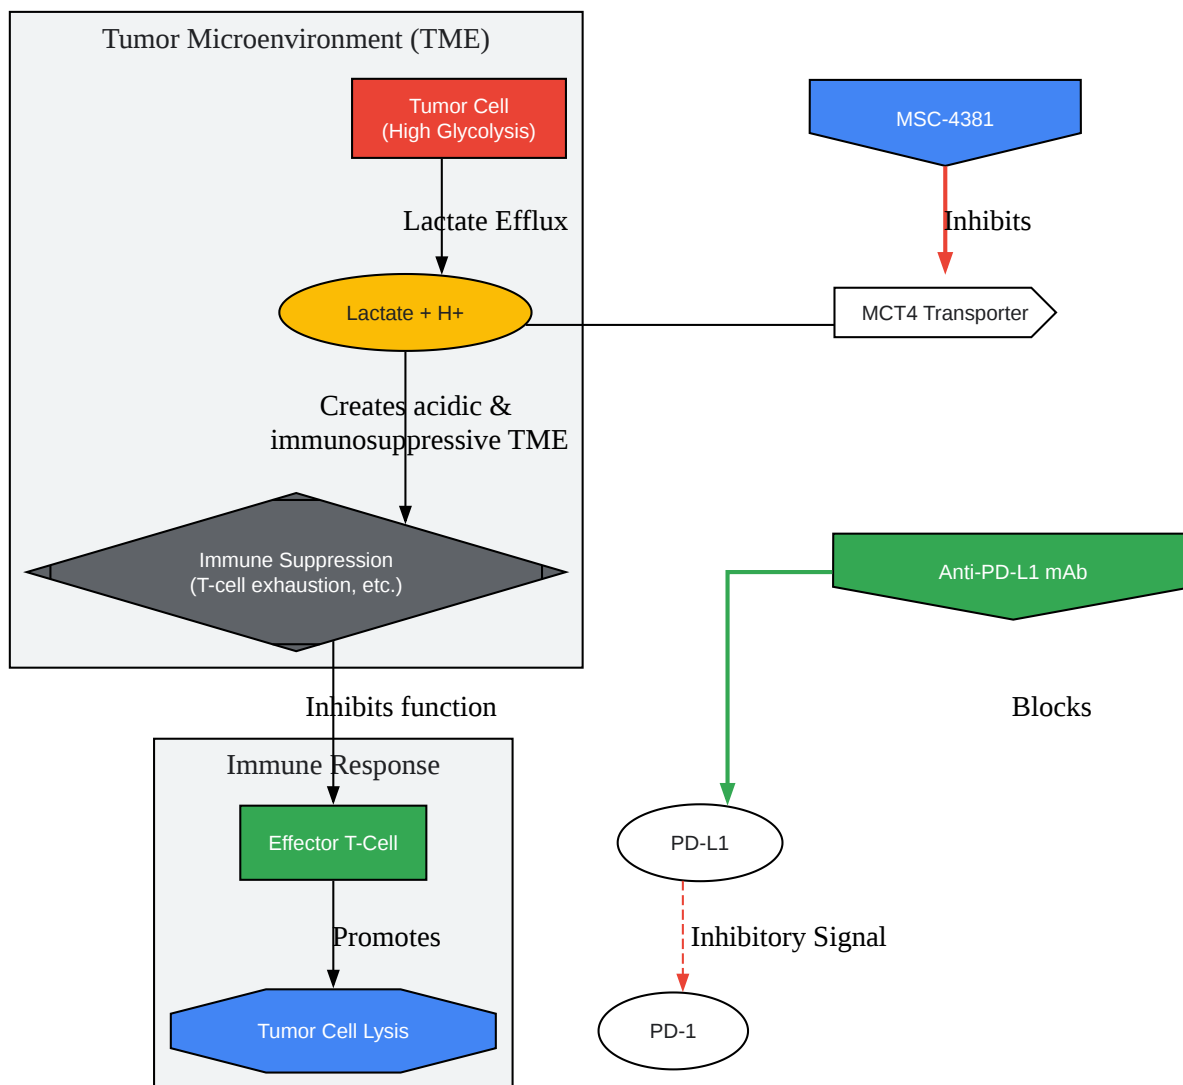 Tumor Microenvironment (TME)
Tumor Cell
(High Glycolysis)
MSC-4381
Lactate Efflux
Inhibits
Lactate + H+
MCT4 Transporter
Creates acidic &
immunosuppressive TME
Immune Suppression
(T-cell exhaustion, etc.)
Anti-PD-L1 mAb
Inhibits function
Blocks
Immune Response
Effector T-Cell
PD-L1
Promotes
Inhibitory Signal
Tumor Cell Lysis
PD-1